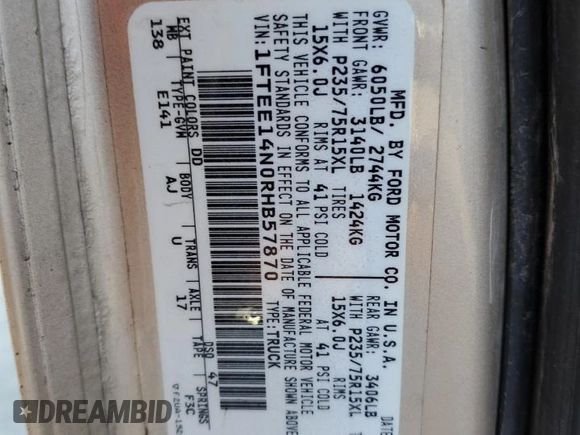 MFD. BY FORD MOTOR CO. IN U.S.A.
DATE
GVWR: 6050LB/ 2744KG
FRONT GAWR: 3140LB 1424KG
REAR GAWR: 3406LB
WITH P235/75R15XL TIRES
WITH P235/75R15XL
15X6.0J RIMS
15X6.0J RIMS
AT 41 PSI COLD
AT 41 PSI COLD
THIS VEHICLE CONFORMS TO ALL APPLICABLE FEDERAL MOTOR VEHICLE
SAFETY STANDARDS IN EFFECT ON THE DATE OF MANUFACTURE SHOWN ABOVE
VIN: 1FTEE14N0RHB57870
TYPE: TRUCK
EXT PAINT COLORS DD
DSO 47
WB TYPE-GVM BODY TRANS AXLE TAPE SPRINGS
138 E141 AJ U 17 F3C
DREAMBID